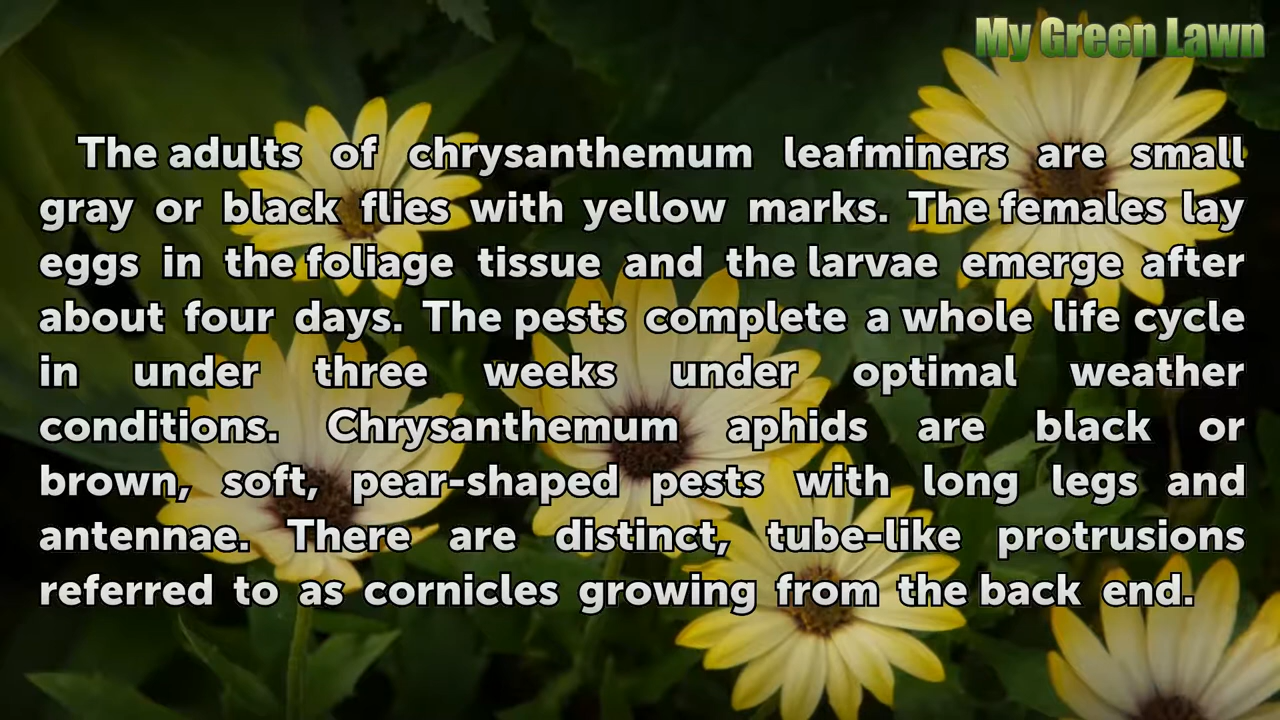 My Green Lawn
The adults of chrysanthemum leafminers are small
gray or black flies with yellow marks. The females lay
eggs in the foliage tissue and the larvae emerge after
about four days. The pests complete a whole life cycle
in under three weeks under optimal weather
conditions. Chrysanthemum aphids are black or
brown, soft, pear-shaped pests with long legs and
antennae. There are distinct, tube-like protrusions
referred to as cornicles growing from the back end.